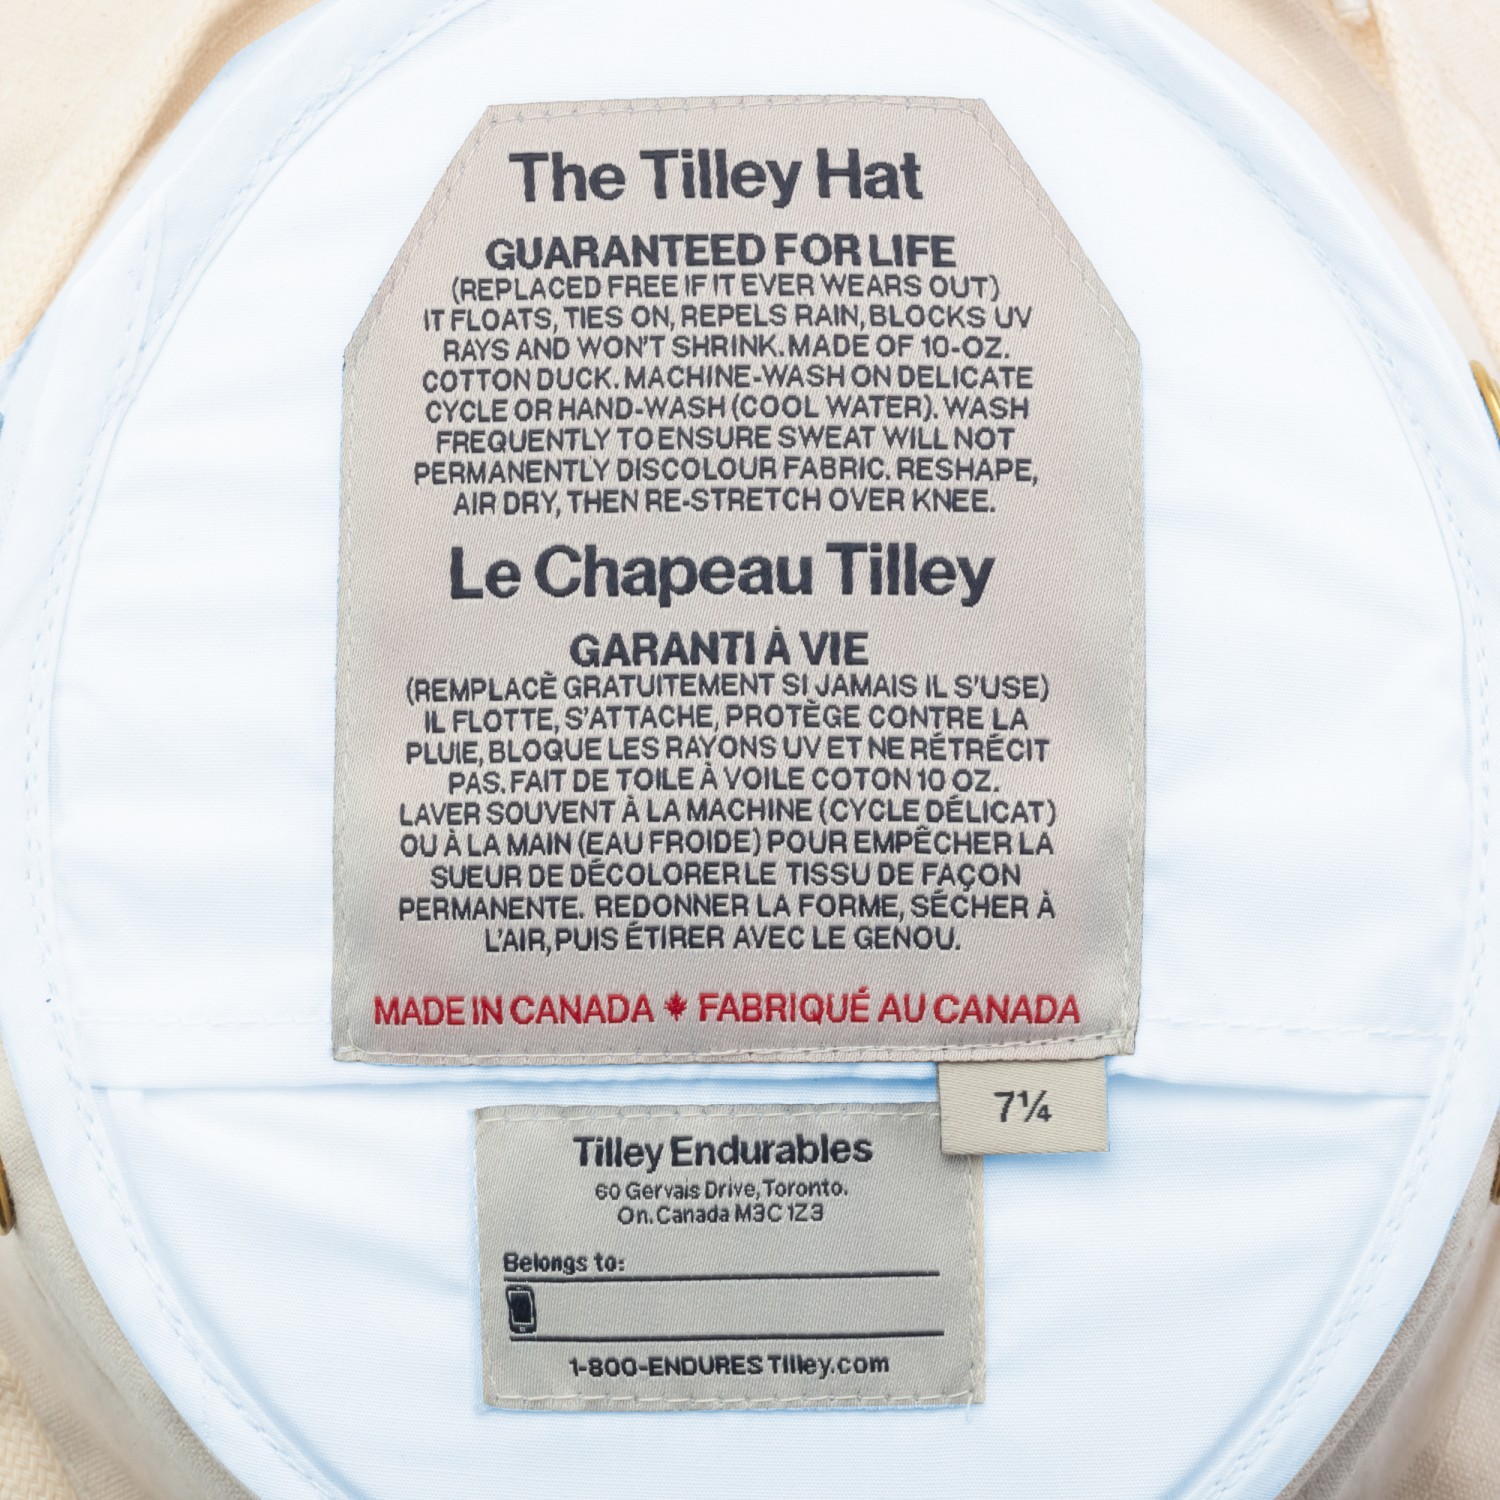 The Tilley Hat
GUARANTEED FOR LIFE
(REPLACED FREE IF IT EVER WEARS OUT)
IT FLOATS, TIES ON, REPELS RAIN, BLOCKS UV
RAYS AND WON'T SHRINK. MADE OF 10-OZ.
COTTON DUCK. MACHINE-WASH ON DELICATE
CYCLE OR HAND-WASH (COOL WATER). WASH
FREQUENTLY TO ENSURE SWEAT WILL NOT
PERMANENTLY DISCOLOUR FABRIC. RESHAPE,
AIR DRY, THEN RE-STRETCH OVER KNEE.
Le Chapeau Tilley
GARANTI À VIE
(REMPLACÈ GRATUITEMENT SI JAMAIS IL S'USE)
IL FLOTTE, S'ATTACHE, PROTÈGE CONTRE LA
PLUIE, BLOQUE LES RAYONS UV ET NE RÉTRÉCIT
PAS. FAIT DE TOILE À VOILE COTON 10 OZ.
LAVER SOUVENT À LA MACHINE (CYCLE DÉLICAT)
OU À LA MAIN (EAU FROIDE) POUR EMPÊCHER LA
SUEUR DE DÉCOLORER LE TISSU DE FAÇON
PERMANENTE. REDONNER LA FORME, SÉCHER À
L'AIR, PUIS ÉTIRER AVEC LE GENOU.
MADE IN CANADA FABRIQUÉ AU CANADA
7¼
Tilley Endurables
60 Gervais Drive, Toronto.
On. Canada M3C 1Z3
Belongs to:
1-800-ENDURES Tilley.com